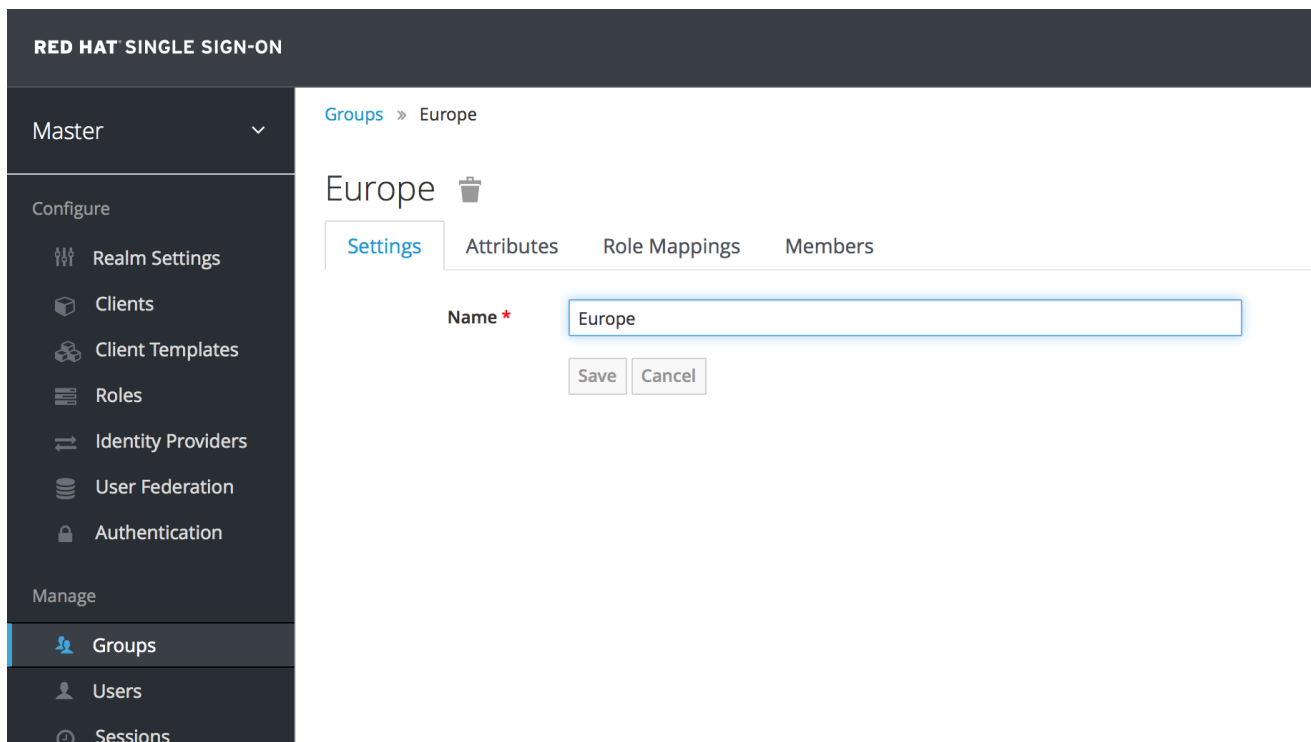 RED HAT SINGLE SIGN-ON
Master
Configure
Realm Settings
Clients
Client Templates
Roles
Identity Providers
User Federation
Authentication
Manage
Groups
Users
Sessions
Groups » Europe
Europe
Settings Attributes Role Mappings Members
Name * Europe
Save Cancel